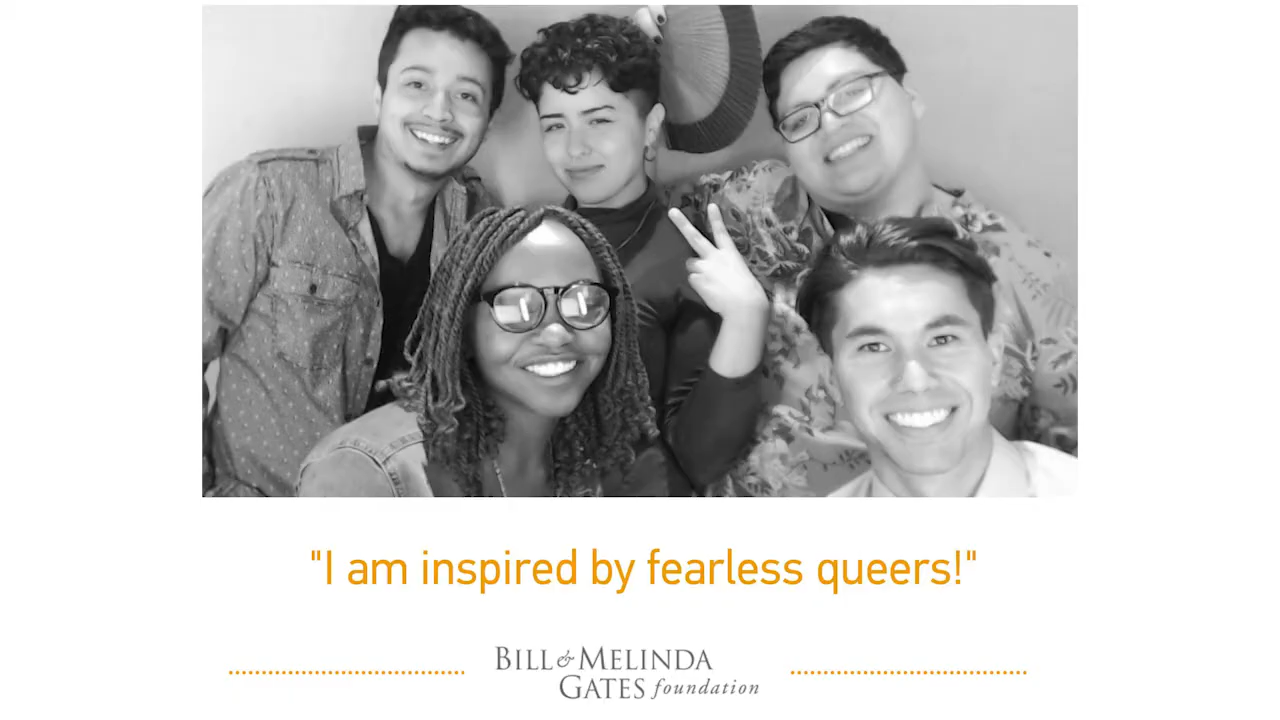 "I am inspired by fearless queers!"
BILL & MELINDA
GATES foundation